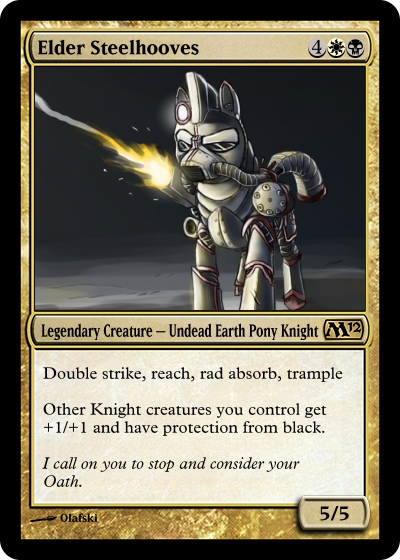 Elder Steelhooves 4
Legendary Creature — Undead Earth Pony Knight M12
Double strike, reach, rad absorb, trample
Other Knight creatures you control get
+1/+1 and have protection from black.
I call on you to stop and consider your
Oath.
Olafski
5/5